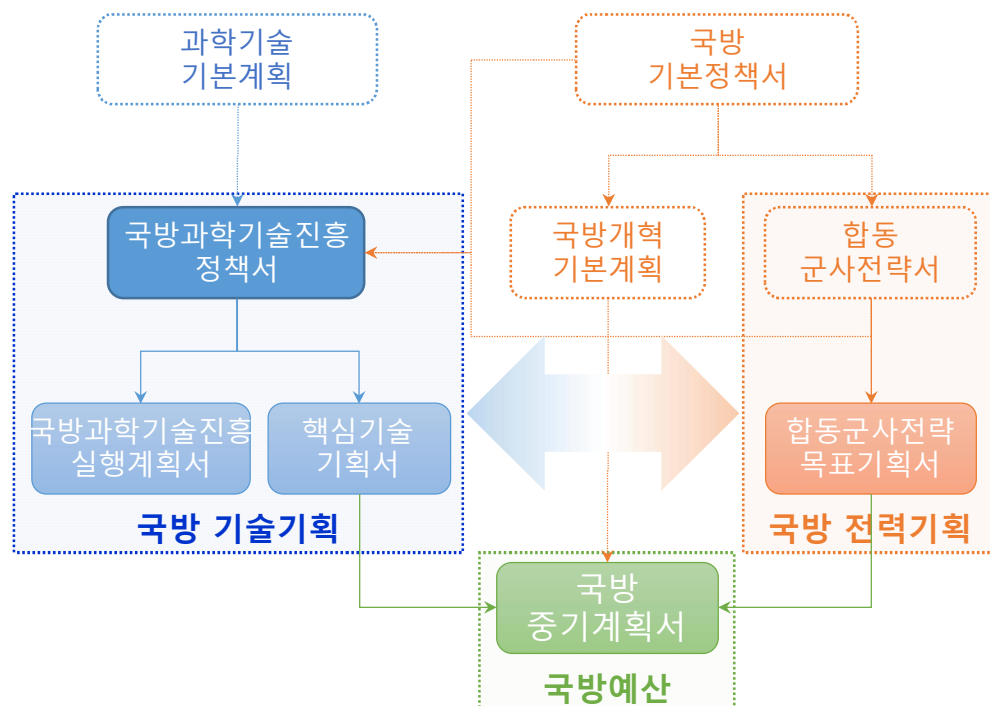 과학기술
기본계획
국방
기본정책서
국방과학기술진흥
정책서
국방개혁
기본계획
합동
군사전략서
국방과학기술진흥
실행계획서
핵심기술
기획서
합동군사전략
목표기획서
국방 기술기획
국방 전력기획
국방
중기계획서
국방예산